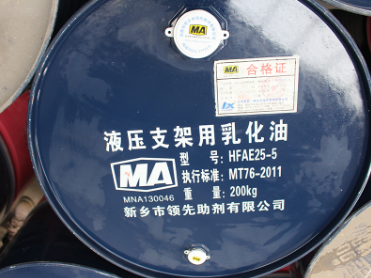 MA
MA 合格证
液压支架用乳化油
型 号: HFAE25-5
MA 执行标准: MT76-2011
MNA130046 重 量: 200kg
新乡市领先助剂有限公司